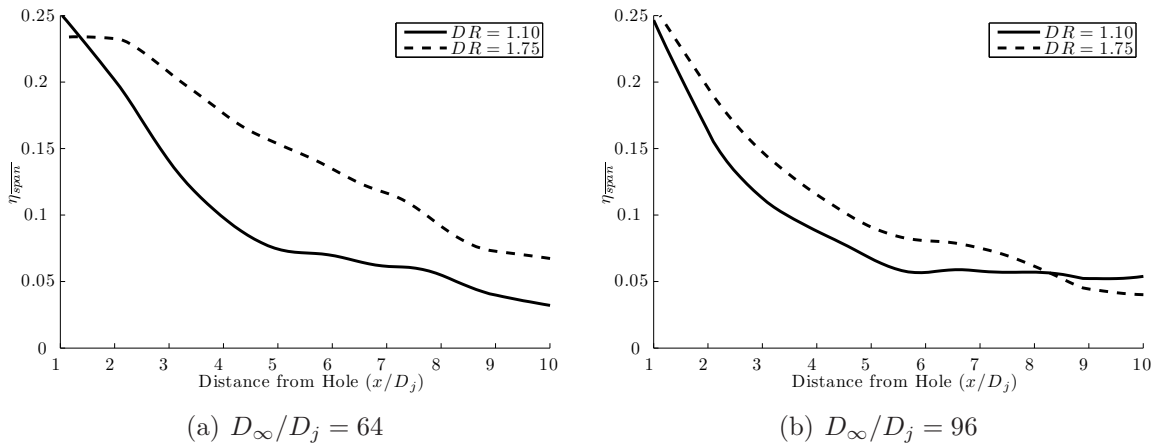 0.25
0.2
0.15
0.1
0.05
0
1 2 3 4 5 6 7 8 9 10
η_span
Distance from Hole (x/D_j)
DR = 1.10
DR = 1.75
(a) D_∞/D_j = 64
0.25
0.2
0.15
0.1
0.05
0
1 2 3 4 5 6 7 8 9 10
η_span
Distance from Hole (x/D_j)
DR = 1.10
DR = 1.75
(b) D_∞/D_j = 96